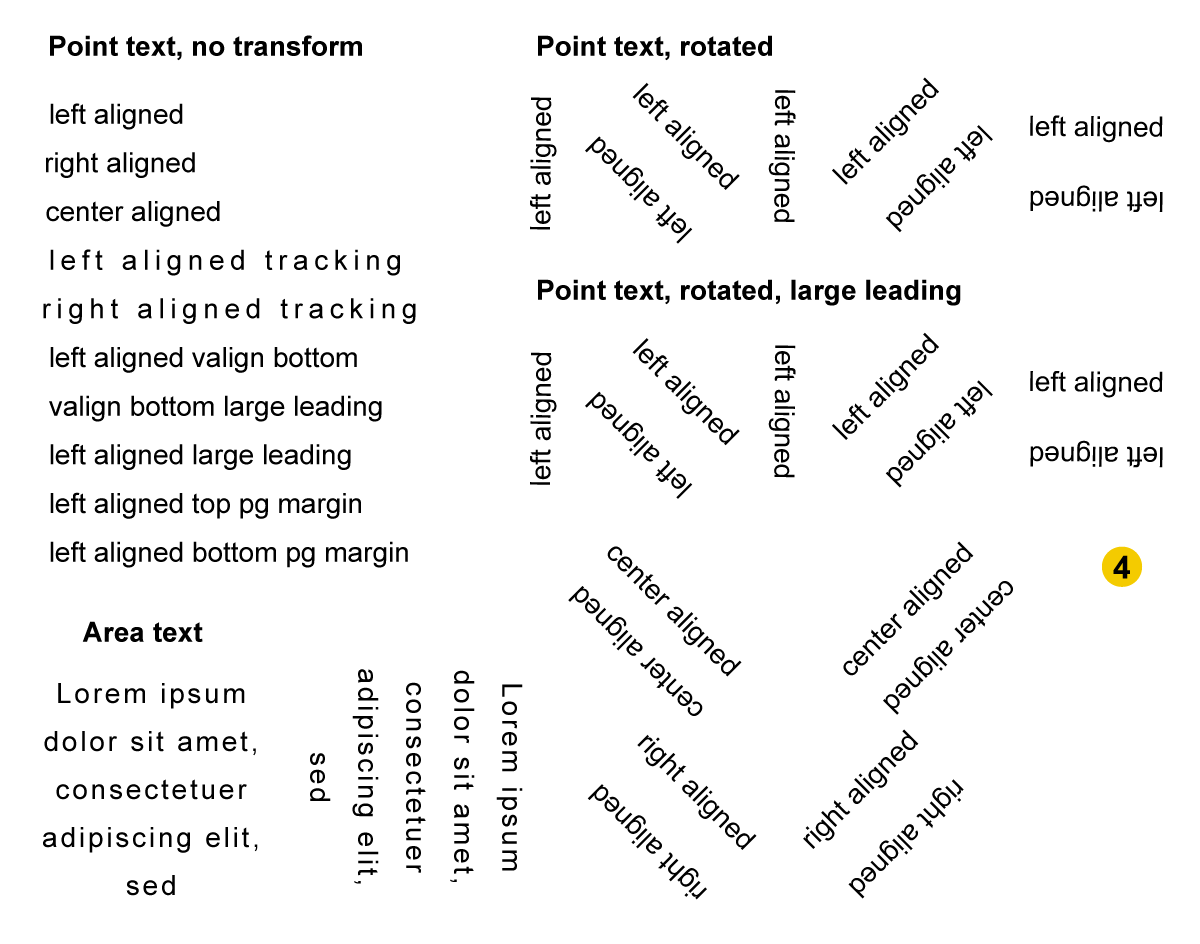 Point text, no transform
left aligned
right aligned
center aligned
left aligned tracking
right aligned tracking
left aligned valign bottom
valign bottom large leading
left aligned large leading
left aligned top pg margin
left aligned bottom pg margin
Area text
Lorem ipsum
dolor sit amet,
consectetuer
adipiscing elit,
sed
Lorem ipsum
dolor sit amet,
consectetuer
adipiscing elit,
sed
Point text, rotated
left aligned
left aligned
left aligned
left aligned
left aligned
left aligned
left aligned
left aligned
Point text, rotated, large leading
left aligned
left aligned
left aligned
left aligned
left aligned
left aligned
left aligned
left aligned
center aligned
center aligned
center aligned
center aligned
4
right aligned
right aligned
right aligned
right aligned